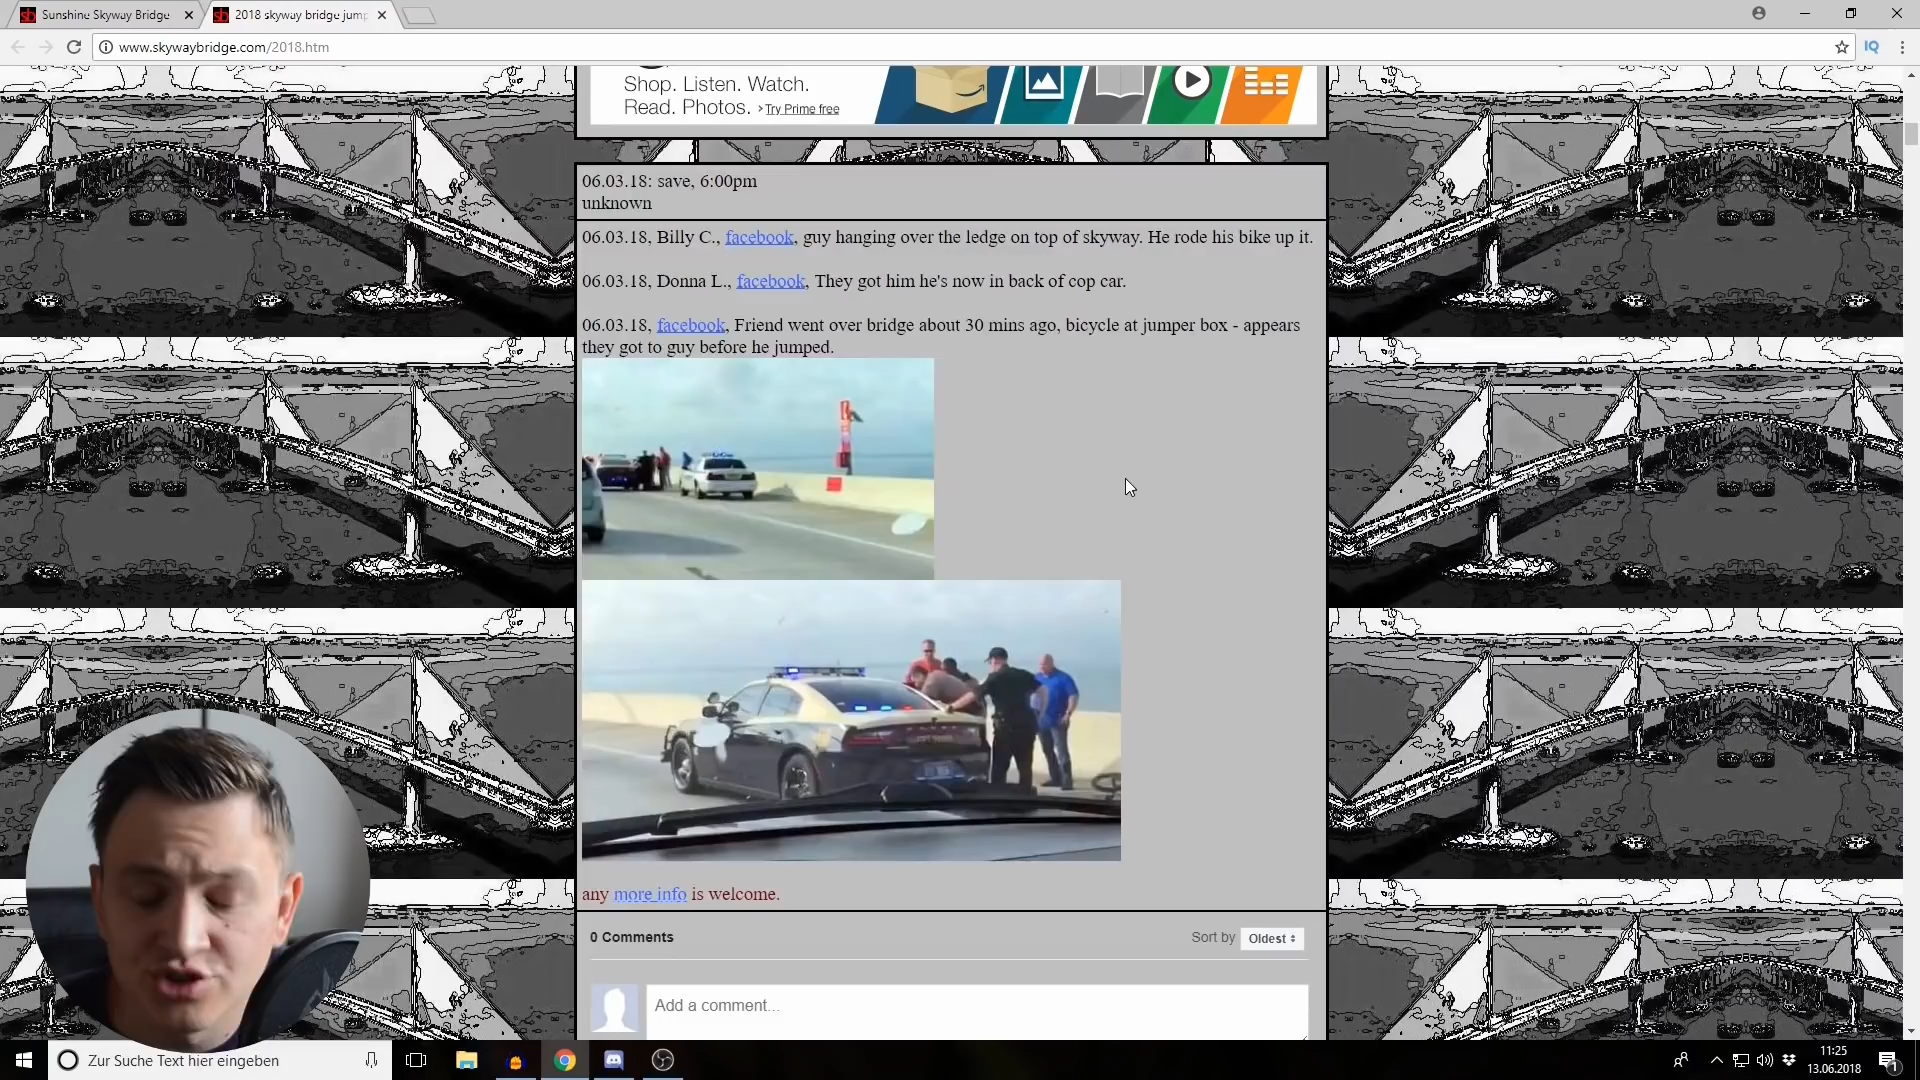 Sunshine Skyway Bridge
2018 skyway bridge jump
www.skywaybridge.com/2018.htm
IQ
Shop. Listen. Watch.
Read. Photos. >Try Prime free
06.03.18: save, 6:00pm
unknown
06.03.18, Billy C., facebook, guy hanging over the ledge on top of skyway. He rode his bike up it.
06.03.18, Donna L., facebook, They got him he's now in back of cop car.
06.03.18, facebook, Friend went over bridge about 30 mins ago, bicycle at jumper box - appears
they got to guy before he jumped.
any more info is welcome.
0 Comments
Sort by Oldest
Add a comment...
Zur Suche Text hier eingeben
11:25
13.06.2018
1